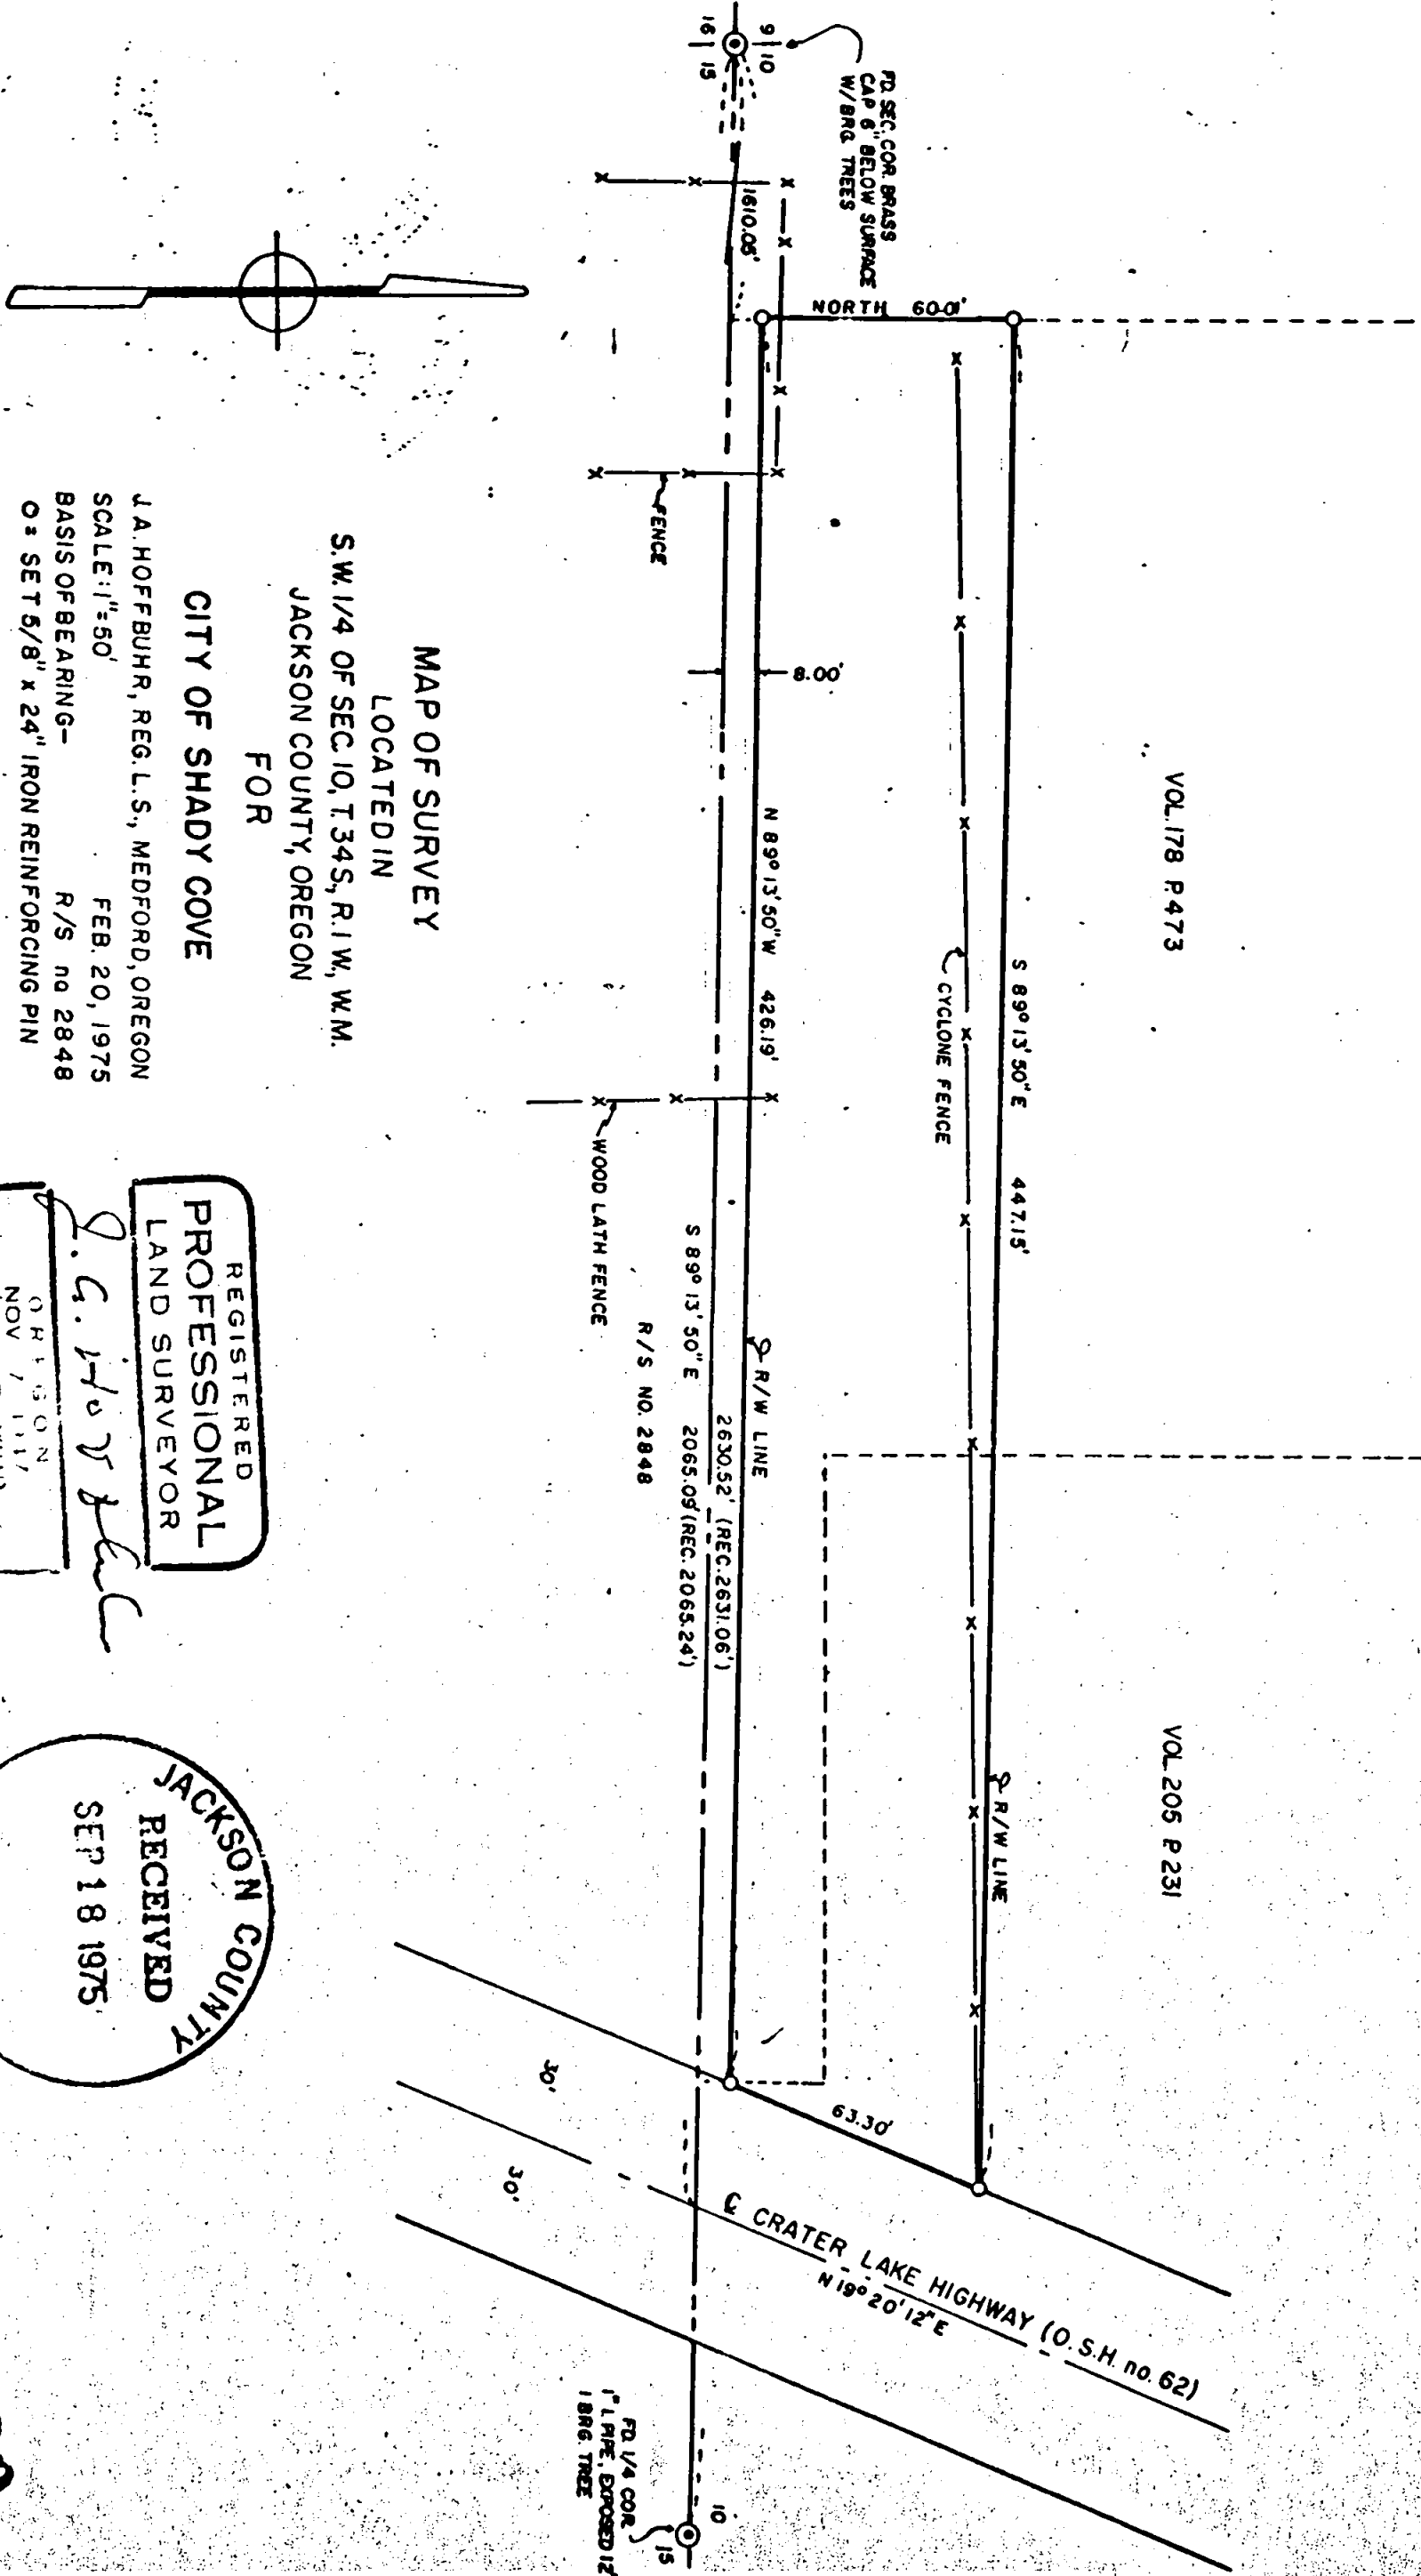 FD. SEC. COR. BRASS
CAP 6" BELOW SURFACE
W/BRG. TREES
9 10
16 15
1610.05'
NORTH 60.01'
VOL. 178 P.473
VOL. 205 P 231
S 89° 13' 50" E 447.15'
CYCLONE FENCE
R/W LINE
8.00'
N 89° 13' 50" W 426.19'
FENCE
R/W LINE
2630.52' (REC. 2631.06')
S 89° 13' 50" E 2065.09' (REC. 2065.24')
R/S NO. 2848
WOOD LATH FENCE
63.30'
30'
30'
℄ CRATER LAKE HIGHWAY (O.S.H. no. 62)
N 19° 20' 12" E
FD. 1/4 COR.
1" I. PIPE, EXPOSED 12"
1 BRG. TREE
10
15
MAP OF SURVEY
LOCATED IN
S.W. 1/4 OF SEC. 10, T. 34 S., R. 1 W., W.M.
JACKSON COUNTY, OREGON
FOR
CITY OF SHADY COVE
J. A. HOFFBUHR, REG. L. S., MEDFORD, OREGON
SCALE: 1"=50' FEB. 20, 1975
BASIS OF BEARING- R/S no 2848
O = SET 5/8" x 24" IRON REINFORCING PIN
REGISTERED
PROFESSIONAL
LAND SURVEYOR
OREGON
NOV 7
JACKSON COUNTY
RECEIVED
SEP 18 1975